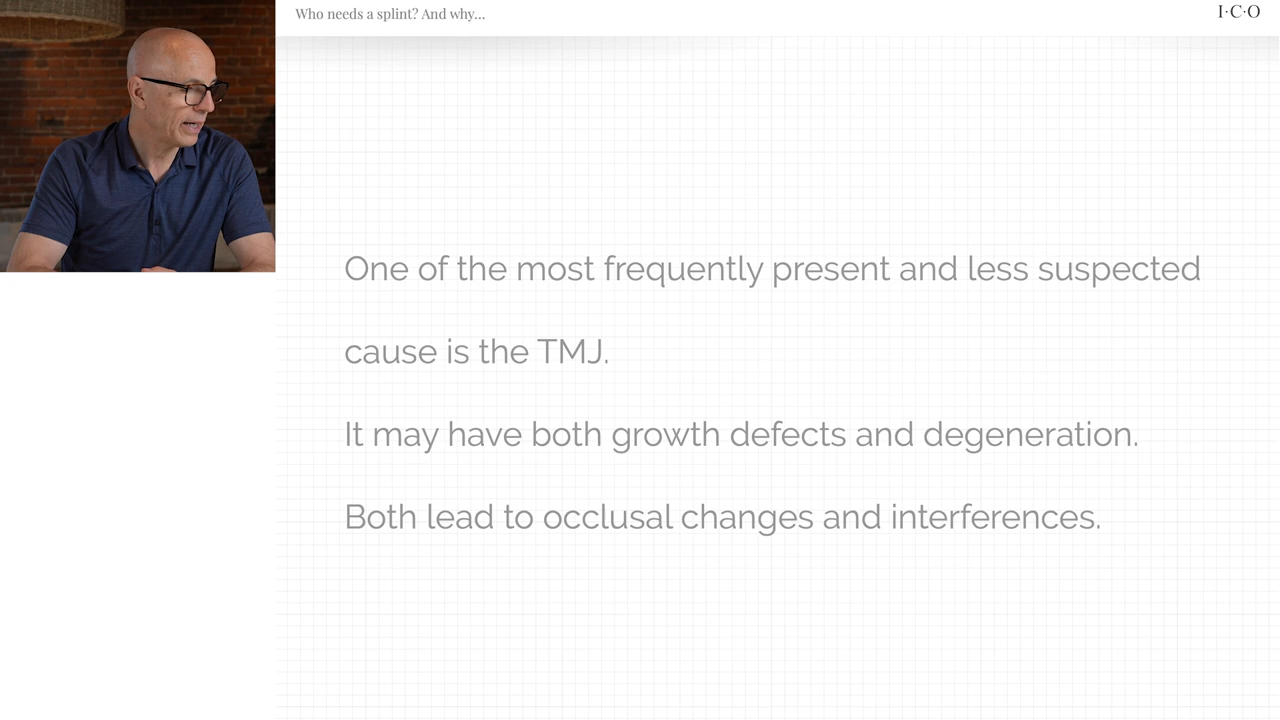 Who needs a splint? And why...
I·C·O
One of the most frequently present and less suspected
cause is the TMJ.
It may have both growth defects and degeneration.
Both lead to occlusal changes and interferences.